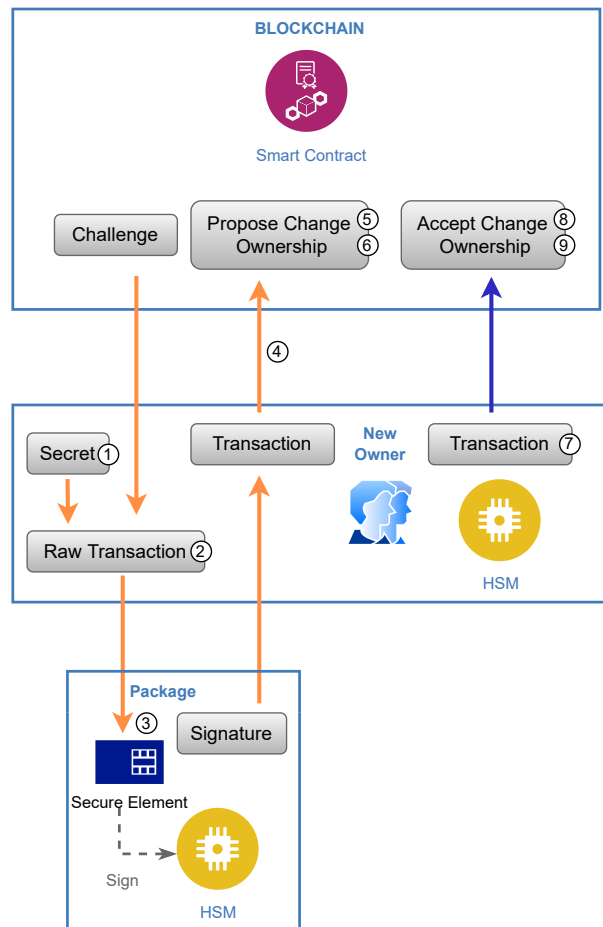 BLOCKCHAIN
Smart Contract
Challenge
Propose Change 5
Ownership 6
Accept Change 8
Ownership 9
4
Secret 1
Transaction
New
Owner
Transaction 7
Raw Transaction 2
HSM
Package
3
Signature
Secure Element
Sign
HSM